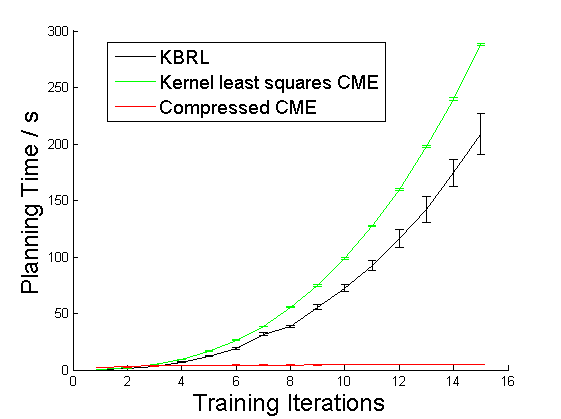 300
250
200
150
100
50
0
Planning Time / s
KBRL
Kernel least squares CME
Compressed CME
0 2 4 6 8 10 12 14 16
Training Iterations